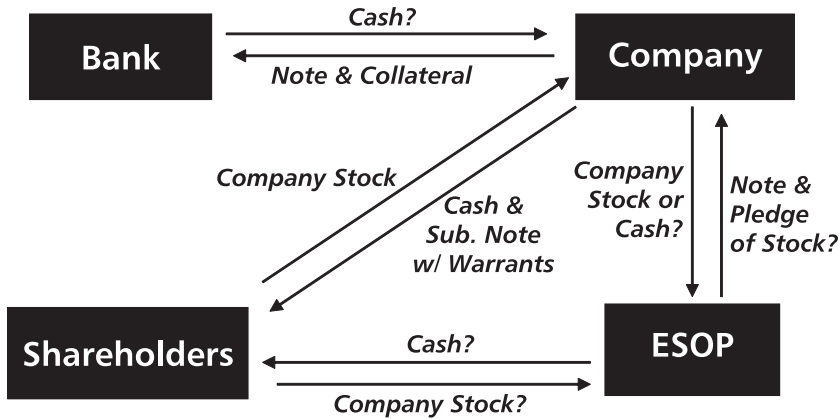 Cash?
Bank
Company
Note & Collateral
Company Stock
Cash &
Sub. Note
w/ Warrants
Company
Stock or
Cash?
Note &
Pledge
of Stock?
Shareholders
Cash?
ESOP
Company Stock?